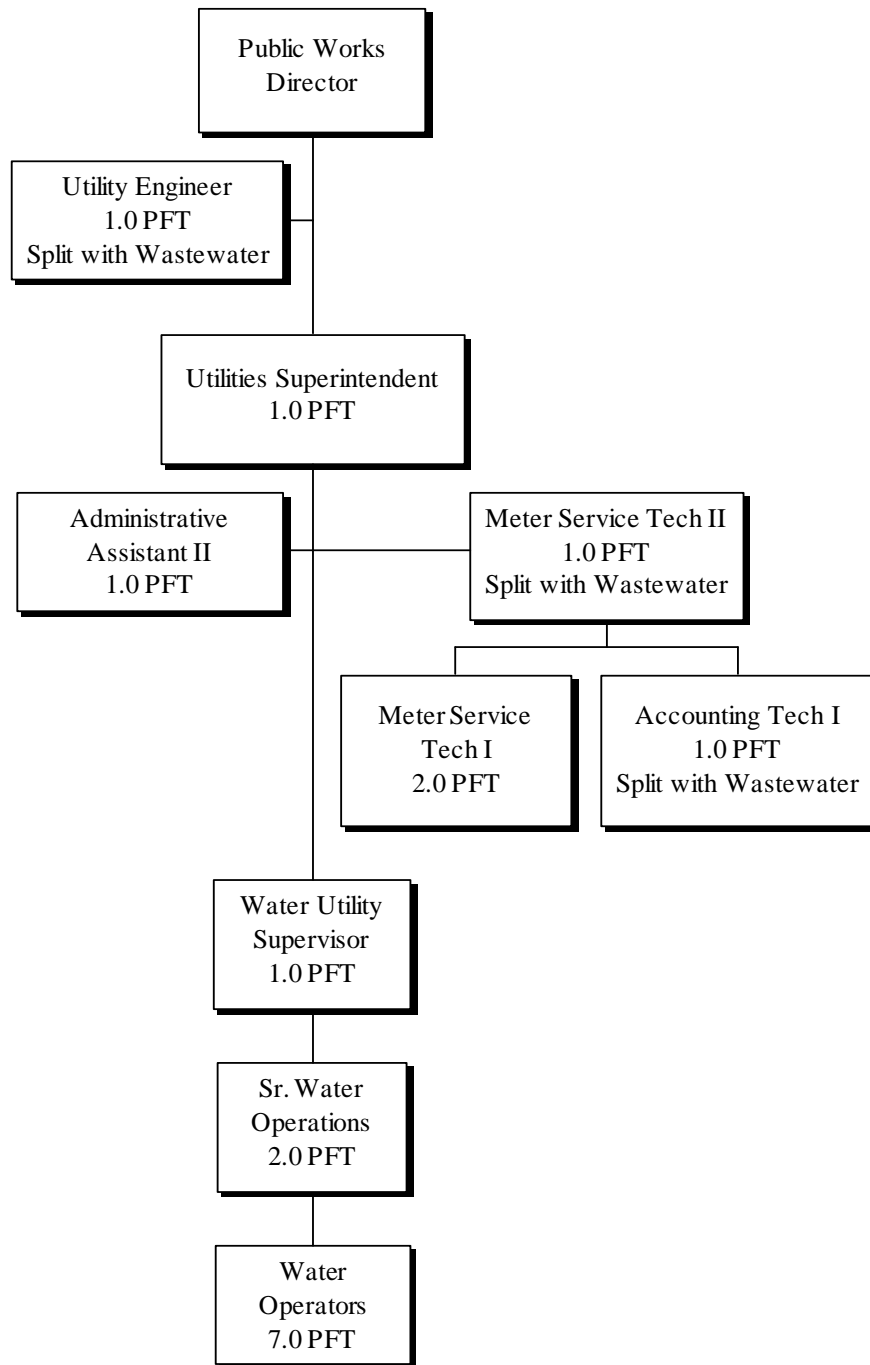 Public Works
Director
Utility Engineer
1.0 PFT
Split with Wastewater
Utilities Superintendent
1.0 PFT
Administrative
Assistant II
1.0 PFT
Meter Service Tech II
1.0 PFT
Split with Wastewater
Meter Service
Tech I
2.0 PFT
Accounting Tech I
1.0 PFT
Split with Wastewater
Water Utility
Supervisor
1.0 PFT
Sr. Water
Operations
2.0 PFT
Water
Operators
7.0 PFT